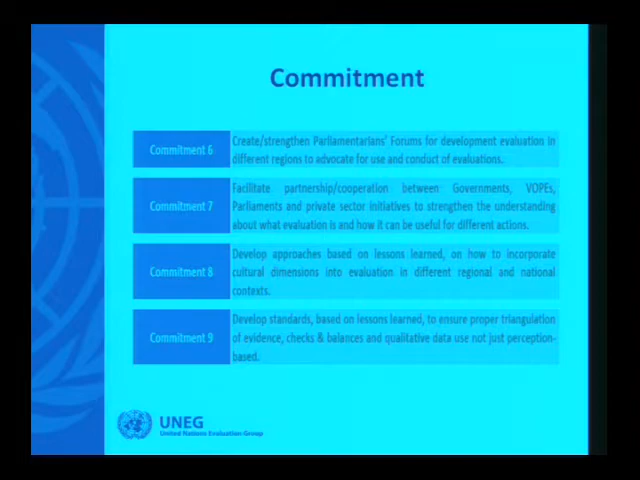 Commitment
Commitment 6
Create/strengthen Parliamentarians' Forums for development evaluation in
different regions to advocate for use and conduct of evaluations.
Commitment 7
Facilitate partnership/cooperation between Governments, VOPEs,
Parliaments and private sector initiatives to strengthen the understanding
about what evaluation is and how it can be useful for different actions.
Commitment 8
Develop approaches based on lessons learned, on how to incorporate
cultural dimensions into evaluation in different regional and national
contexts.
Commitment 9
Develop standards, based on lessons learned, to ensure proper triangulation
of evidence, checks & balances and qualitative data use not just perception-
based.
UNEG
United Nations Evaluation Group